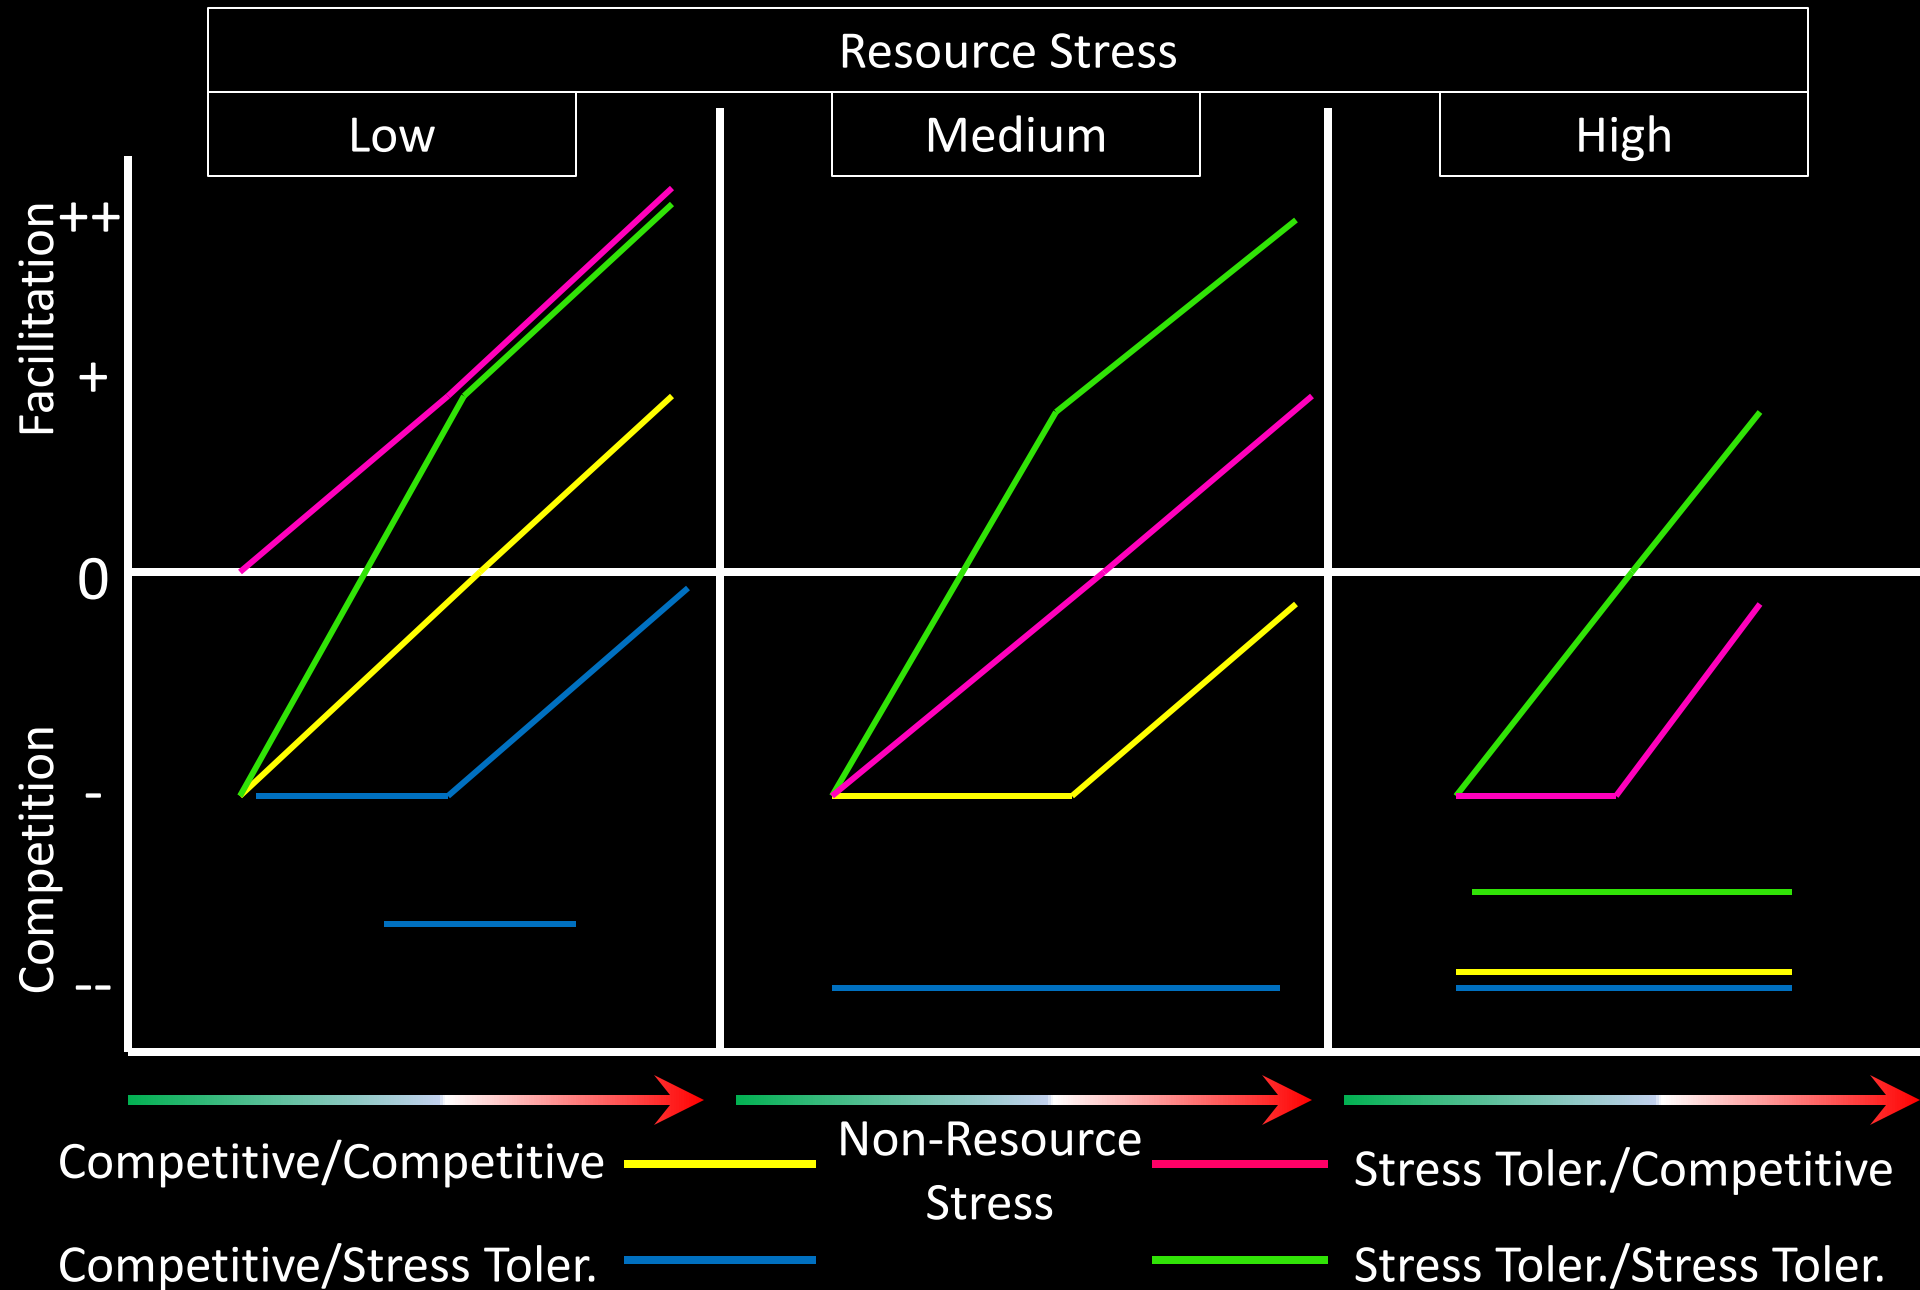 Resource Stress
Low
Medium
High
Facilitation
++
+
0
Competition
-
--
Non-Resource
Stress
Competitive/Competitive
Stress Toler./Competitive
Competitive/Stress Toler.
Stress Toler./Stress Toler.